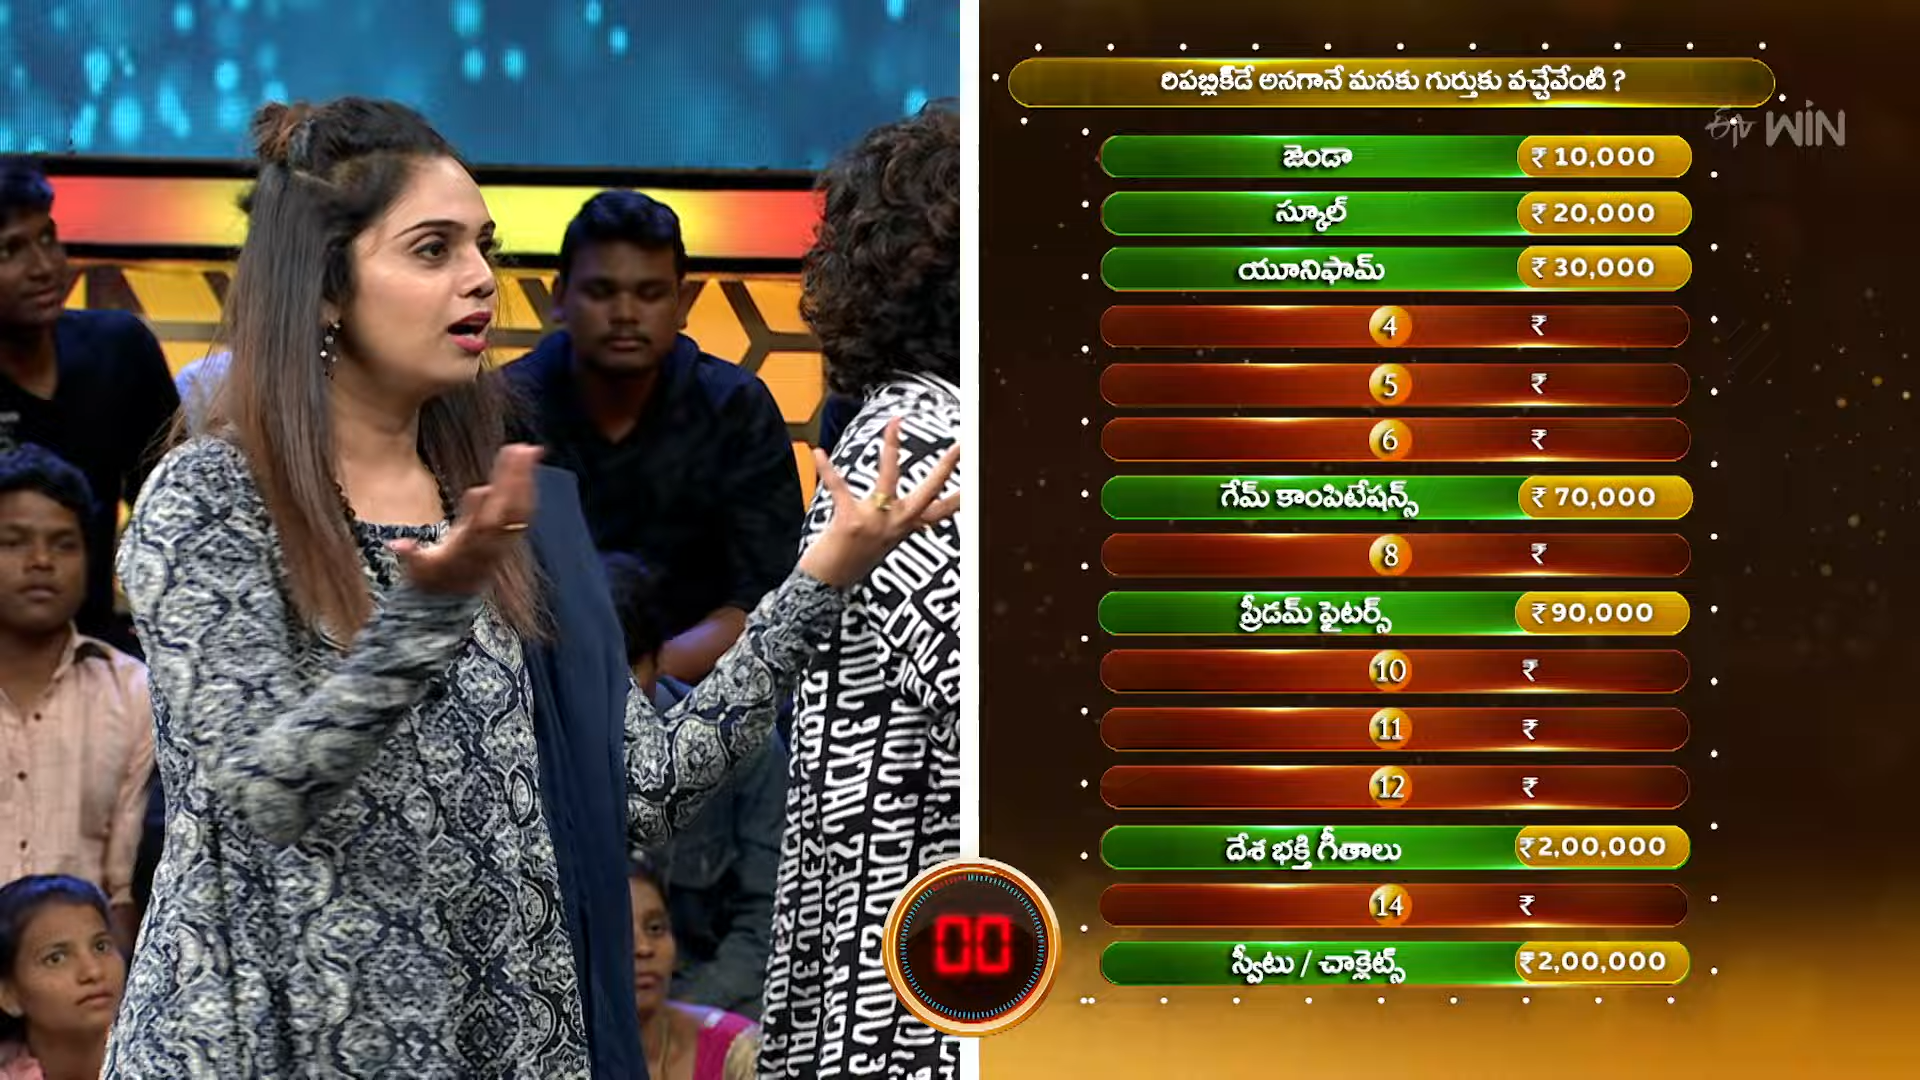 రిపబ్లిక్‌డే అనగానే మనకు గుర్తుకు వచ్చేవేంటి ?
ఈటీవీ WIN
జెండా ₹ 10,000
స్కూల్ ₹ 20,000
యూనిఫామ్ ₹ 30,000
4 ₹
5 ₹
6 ₹
గేమ్ కాంపిటేషన్స్ ₹ 70,000
8 ₹
ఫ్రీడమ్ ఫైటర్స్ ₹ 90,000
10 ₹
11 ₹
12 ₹
దేశ భక్తి గీతాలు ₹ 2,00,000
14 ₹
స్వీటు / చాక్లెట్స్ ₹ 2,00,000
00